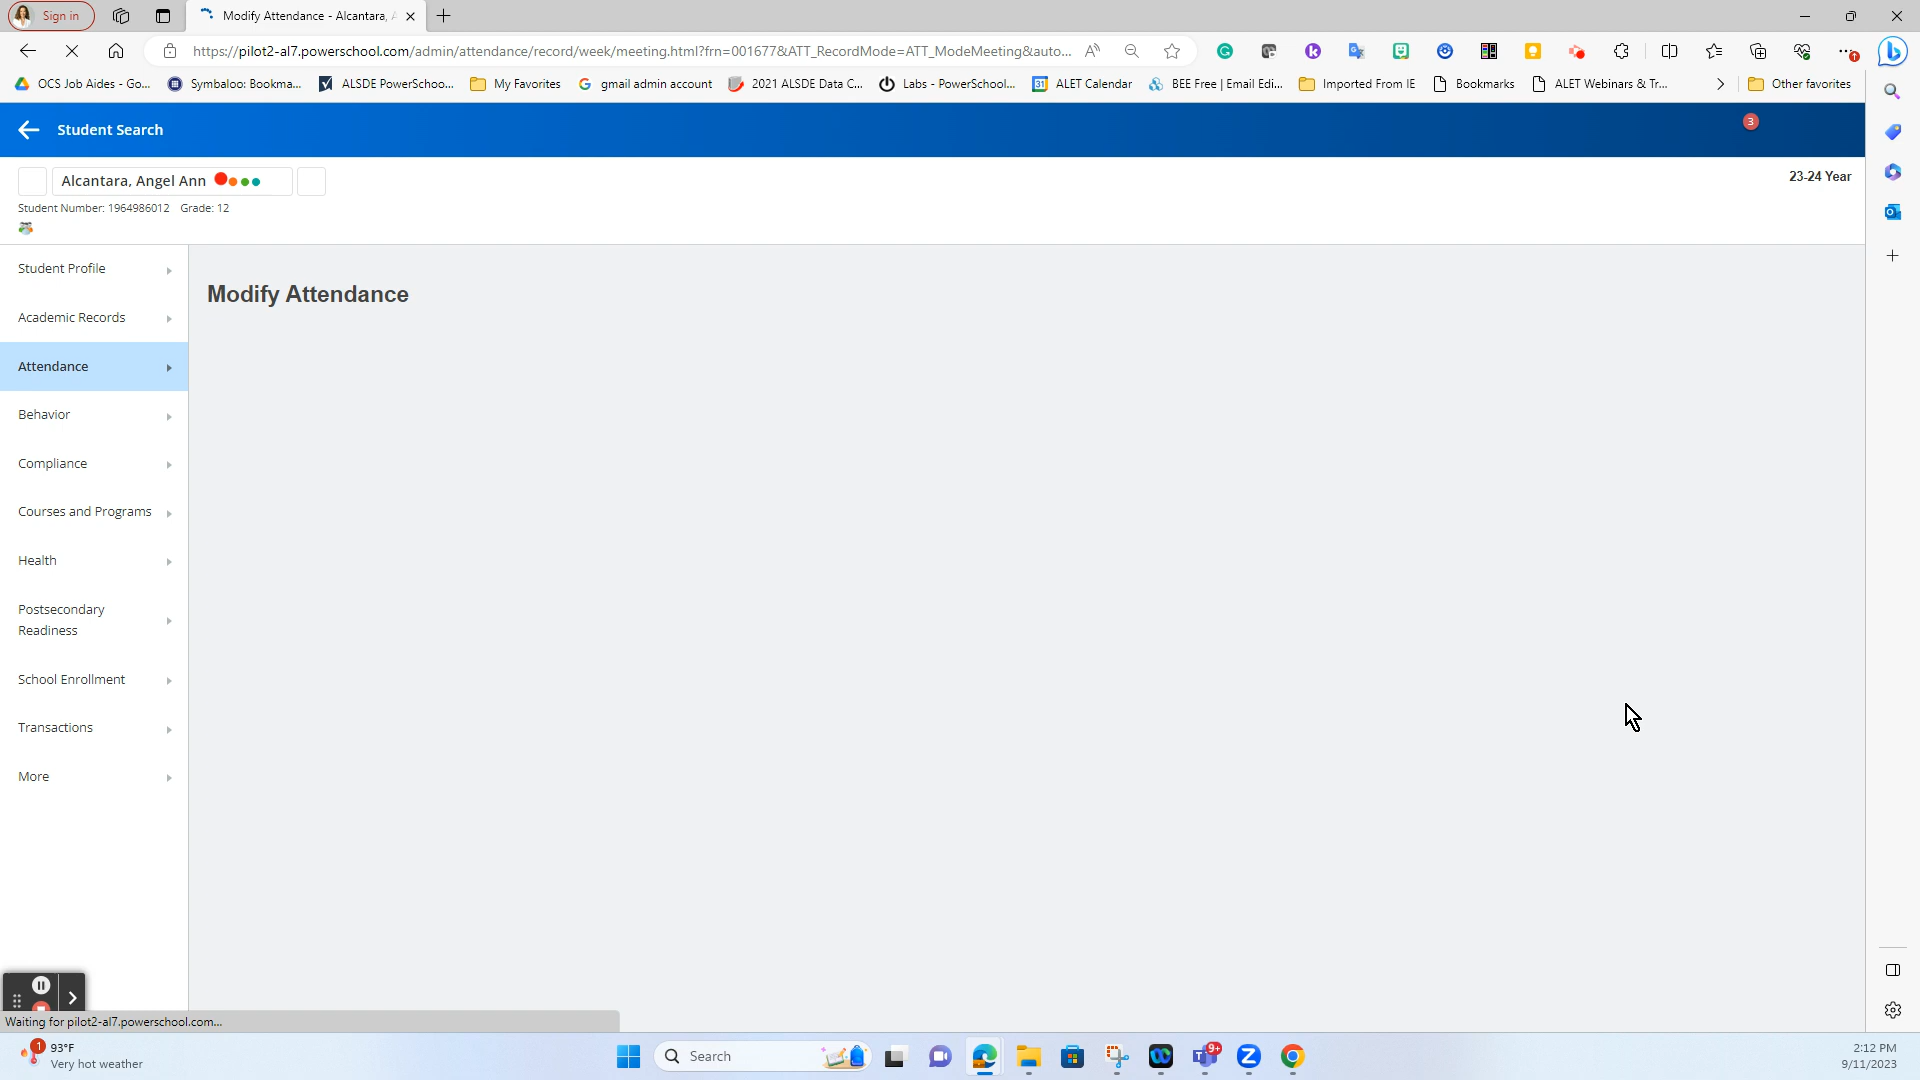 Sign in
Modify Attendance - Alcantara,
https://pilot2-al7.powerschool.com/admin/attendance/record/week/meeting.html?frn=001677&ATT_RecordMode=ATT_ModeMeeting&auto...
OCS Job Aides - Go...
Symbaloo: Bookma...
ALSDE PowerSchoo...
My Favorites
gmail admin account
2021 ALSDE Data C...
Labs - PowerSchool...
ALET Calendar
BEE Free | Email Edi...
Imported From IE
Bookmarks
ALET Webinars & Tr...
Other favorites
Student Search
3
Alcantara, Angel Ann
23-24 Year
Student Number: 1964986012 Grade: 12
Student Profile
Modify Attendance
Academic Records
Attendance
Behavior
Compliance
Courses and Programs
Health
Postsecondary
Readiness
School Enrollment
Transactions
More
Waiting for pilot2-al7.powerschool.com...
1
93°F
Very hot weather
Search
9+
2:12 PM
9/11/2023